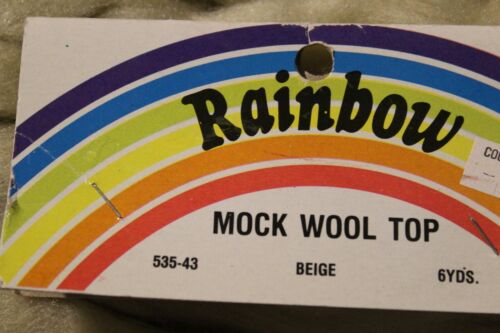 Rainbow
MOCK WOOL TOP
535-43 BEIGE 6YDS.